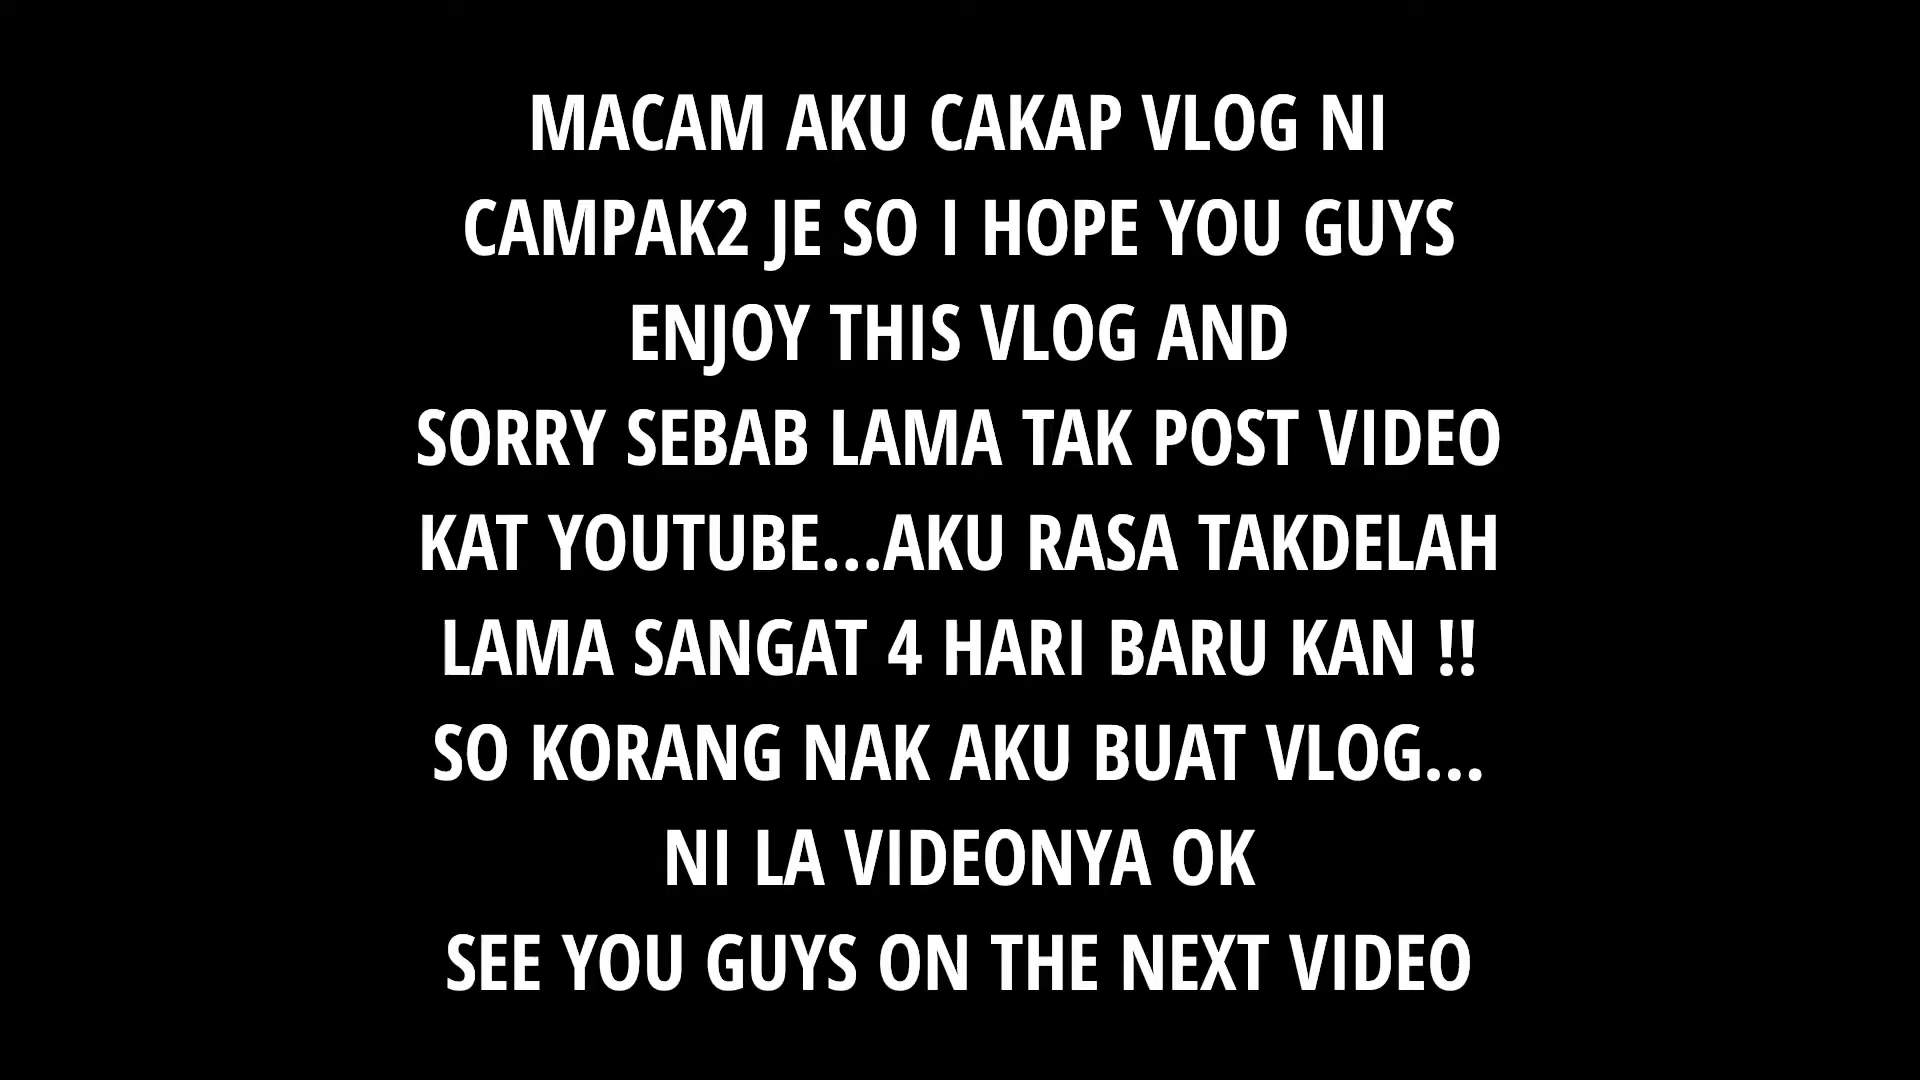 MACAM AKU CAKAP VLOG NI
CAMPAK2 JE SO I HOPE YOU GUYS
ENJOY THIS VLOG AND
SORRY SEBAB LAMA TAK POST VIDEO
KAT YOUTUBE...AKU RASA TAKDELAH
LAMA SANGAT 4 HARI BARU KAN !!
SO KORANG NAK AKU BUAT VLOG...
NI LA VIDEONYA OK
SEE YOU GUYS ON THE NEXT VIDEO